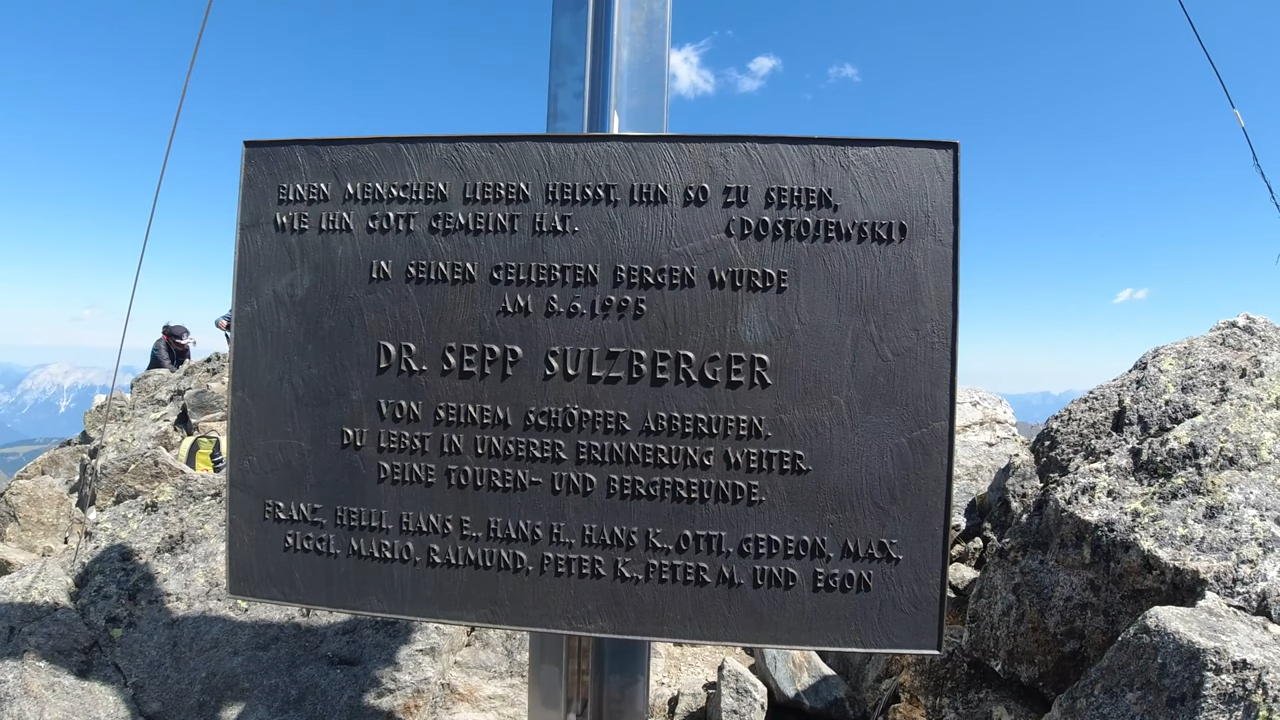 EINEN MENSCHEN LIEBEN HEISST, IHN SO ZU SEHEN,
WIE IHN GOTT GEMEINT HAT. (DOSTOJEWSKI)
IN SEINEN GELIEBTEN BERGEN WURDE
AM 8.6.1995
DR. SEPP SULZBERGER
VON SEINEM SCHÖPFER ABBERUFEN.
DU LEBST IN UNSERER ERINNERUNG WEITER.
DEINE TOUREN- UND BERGFREUNDE.
FRANZ, HELLI, HANS E., HANS H., HANS K., OTTI, GEDEON, MAX,
SIGGI, MARIO, RAIMUND, PETER K., PETER M. UND EGON